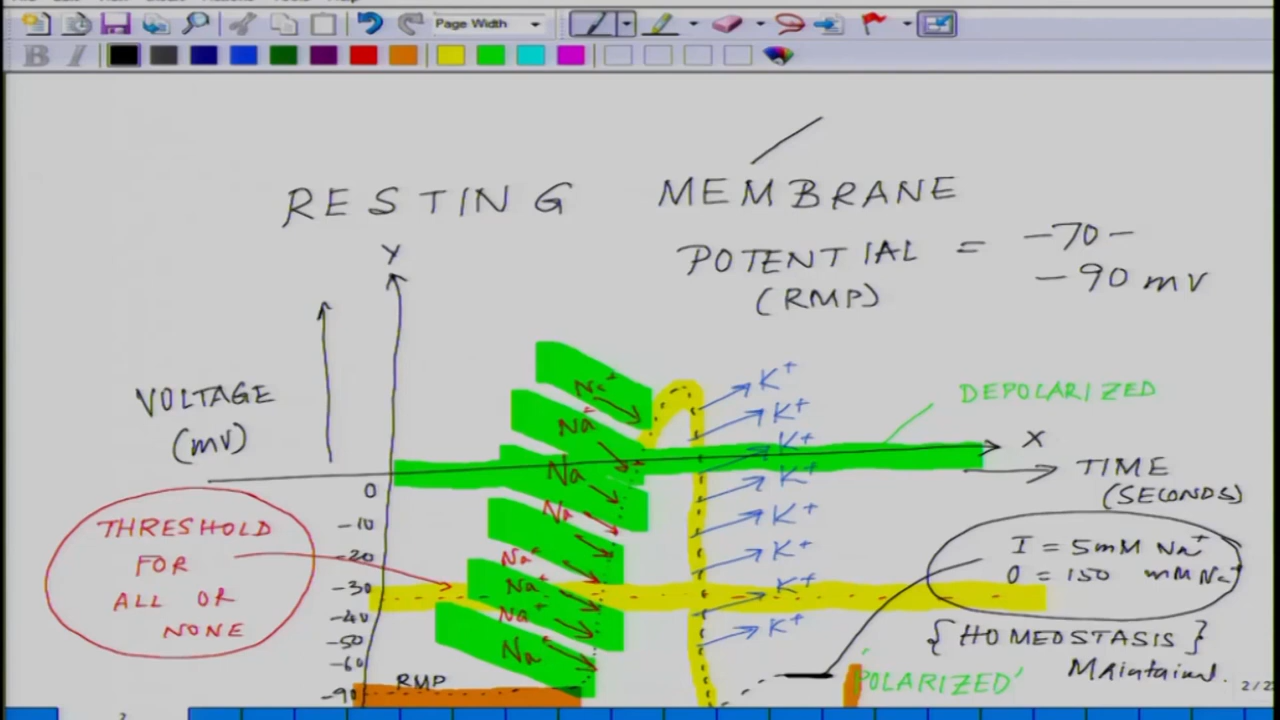 Page Width
B I
RESTING MEMBRANE
POTENTIAL = -70-
-90 mV
(RMP)
Y
VOLTAGE
(mV)
Na+ K+
K+
Na+ K+
DEPOLARIZED
X
TIME
(SECONDS)
0
Na
K+
-10
Na
K+
-20
Na+
K+
-30
Na+
K+
-40
Na+
K+
-50
Na+
-60
-90
RMP
THRESHOLD
FOR
ALL OR
NONE
I = 5mM Na+
O = 150 mM Na+
{HOMEOSTASIS}
'POLARIZED'
2